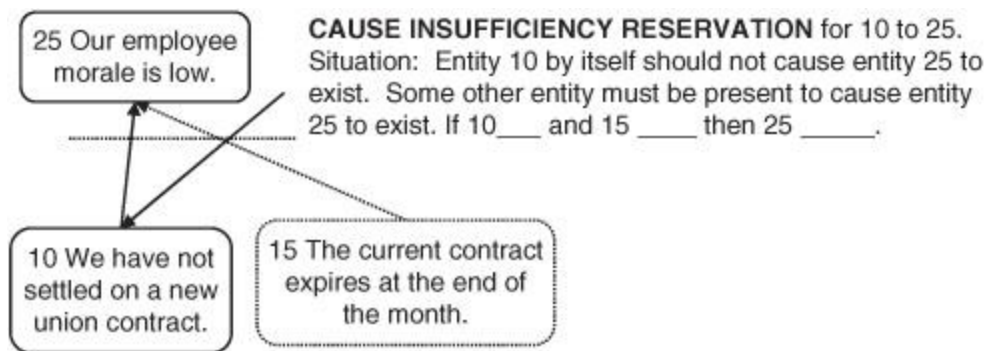 25 Our employee
morale is low.
CAUSE INSUFFICIENCY RESERVATION for 10 to 25.
Situation:  Entity 10 by itself should not cause entity 25 to
exist.  Some other entity must be present to cause entity
25 to exist. If 10___ and 15 ____ then 25 _____.
10 We have not
settled on a new
union contract.
15 The current contract
expires at the end of
the month.